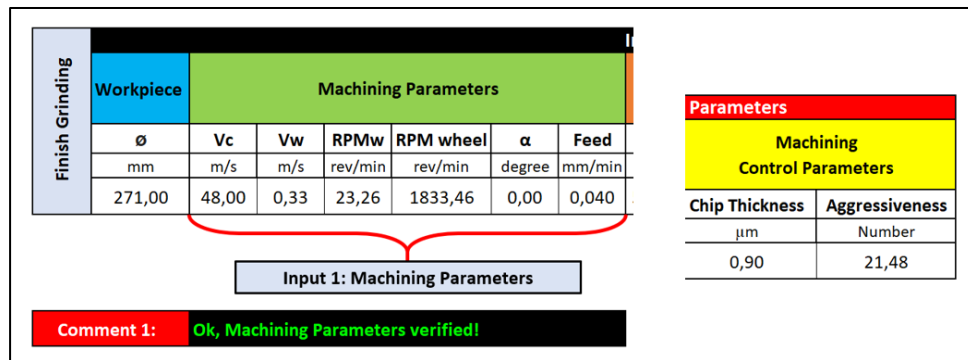 Finish Grinding
Workpiece Machining Parameters
Ø Vc Vw RPMw RPM wheel α Feed
mm m/s m/s rev/min rev/min degree mm/min
271,00 48,00 0,33 23,26 1833,46 0,00 0,040
Input 1: Machining Parameters
Comment 1: Ok, Machining Parameters verified!
Parameters
Machining
Control Parameters
Chip Thickness Aggressiveness
μm Number
0,90 21,48